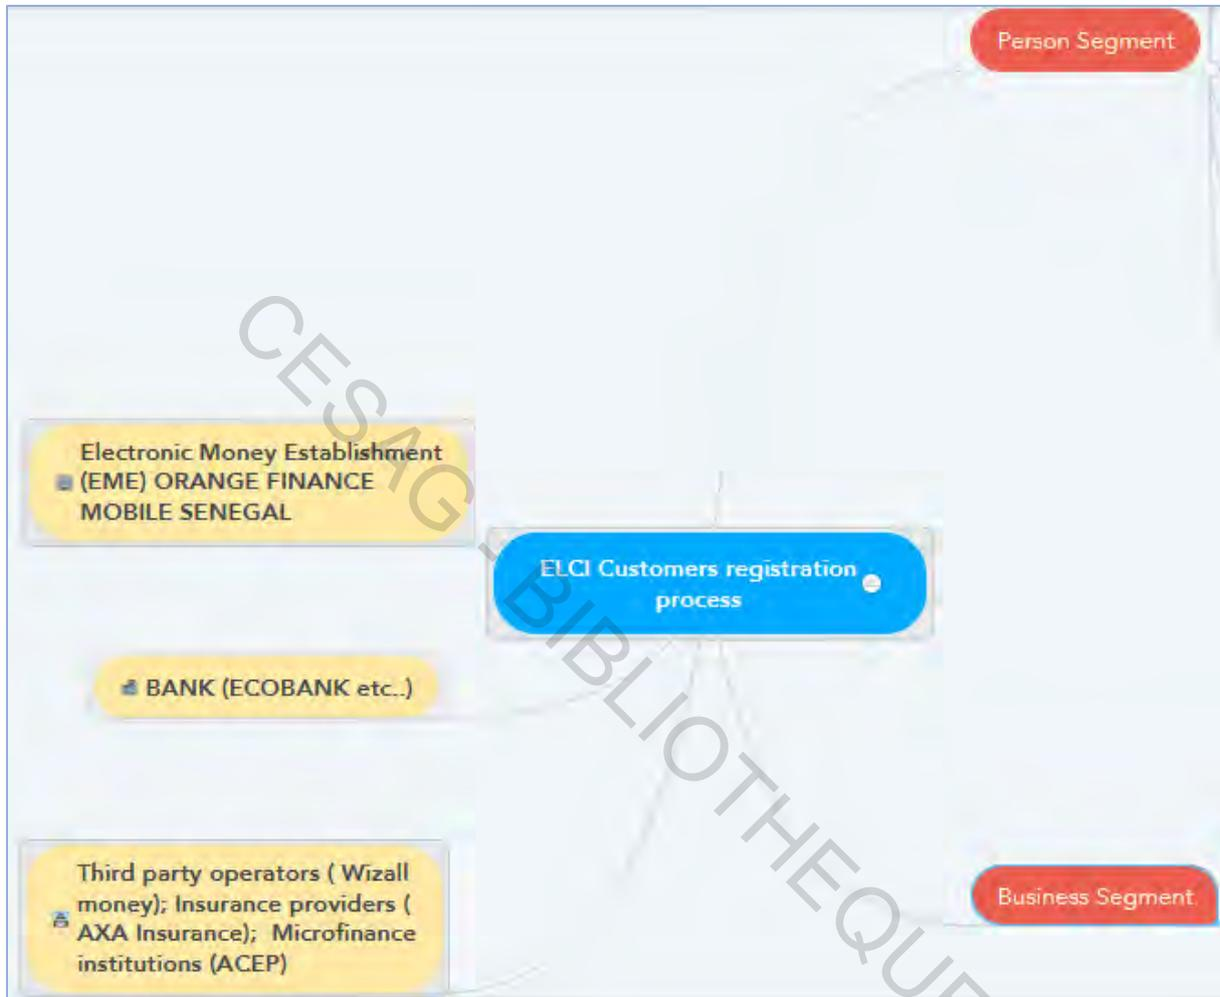 Person Segment
Electronic Money Establishment
(EME) ORANGE FINANCE
MOBILE SENEGAL
ELCI Customers registration
process
BANK (ECOBANK etc..)
Third party operators ( Wizall
money); Insurance providers (
AXA Insurance); Microfinance
institutions (ACEP)
Business Segment
CESAG - BIBLIOTHEQUE